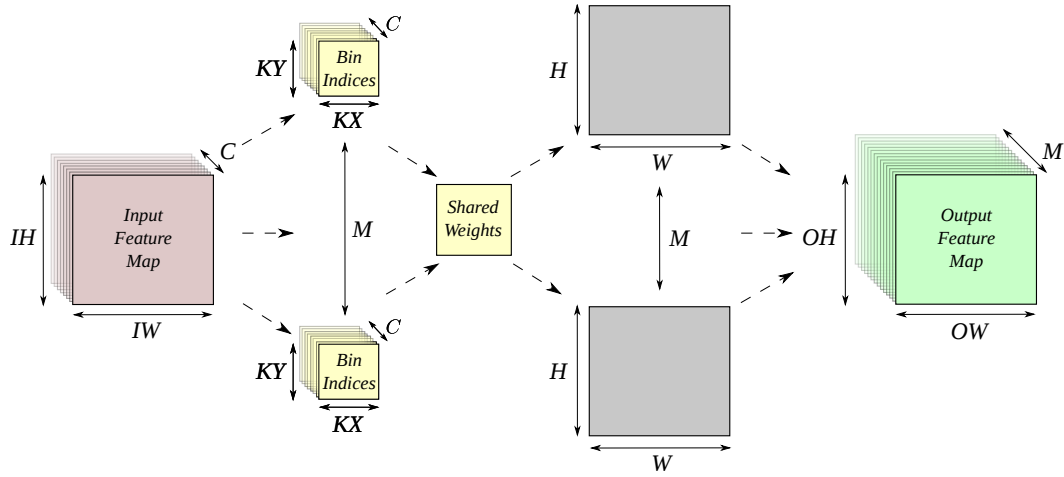 C
Bin
Indices
KY
KX
C
Input
Feature
Map
IH
IW
M
C
Bin
Indices
KY
KX
Shared
Weights
H
W
M
H
W
M
Output
Feature
Map
OH
OW